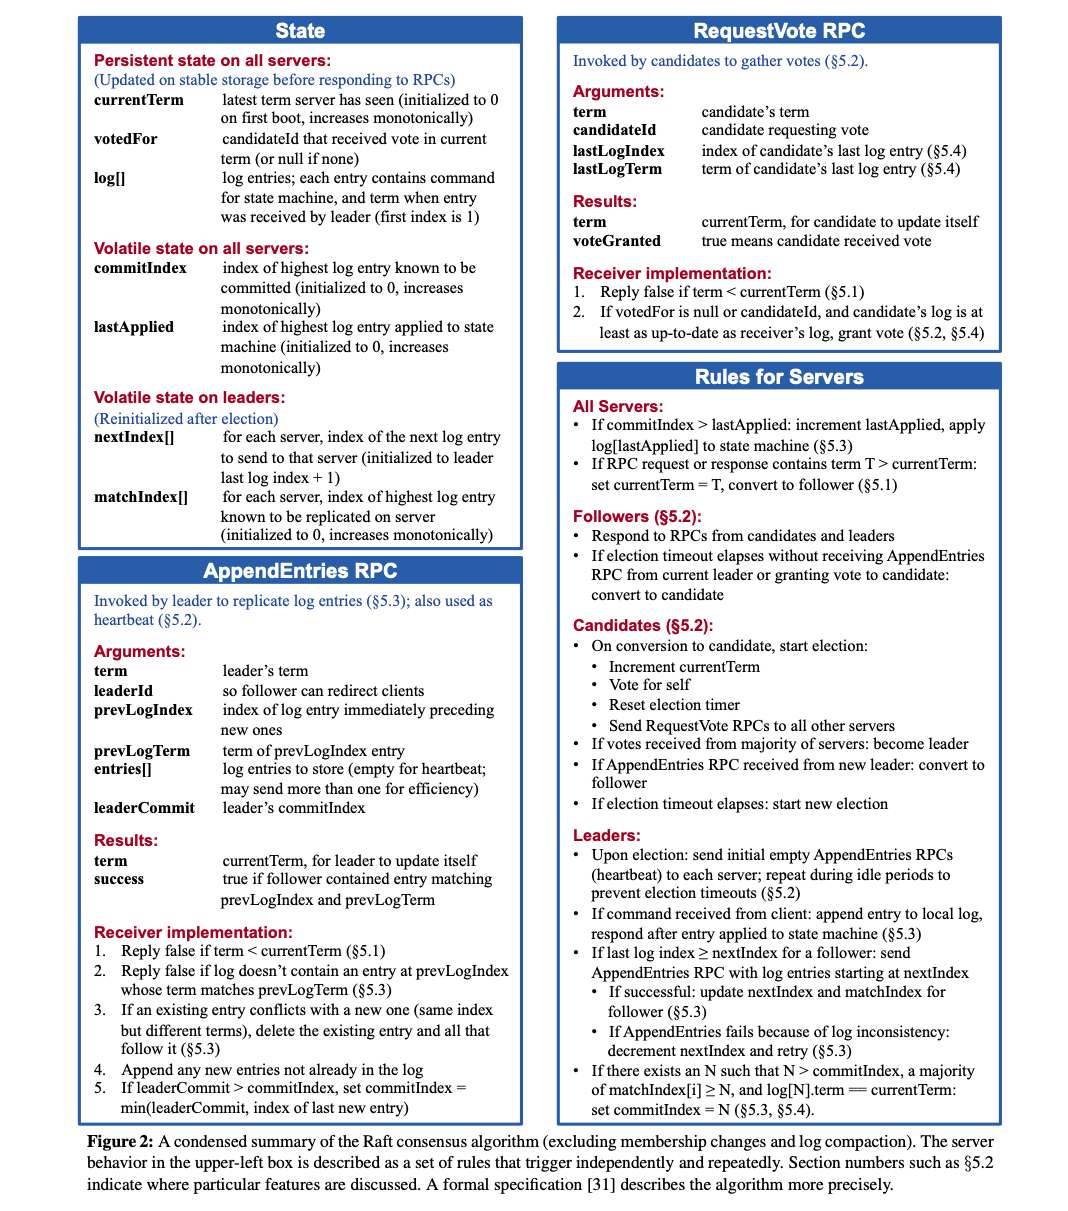 State
Persistent state on all servers:
(Updated on stable storage before responding to RPCs)
currentTerm latest term server has seen (initialized to 0
on first boot, increases monotonically)
votedFor candidateId that received vote in current
term (or null if none)
log[] log entries; each entry contains command
for state machine, and term when entry
was received by leader (first index is 1)
Volatile state on all servers:
commitIndex index of highest log entry known to be
committed (initialized to 0, increases
monotonically)
lastApplied index of highest log entry applied to state
machine (initialized to 0, increases
monotonically)
Volatile state on leaders:
(Reinitialized after election)
nextIndex[] for each server, index of the next log entry
to send to that server (initialized to leader
last log index + 1)
matchIndex[] for each server, index of highest log entry
known to be replicated on server
(initialized to 0, increases monotonically)
AppendEntries RPC
Invoked by leader to replicate log entries (§5.3); also used as
heartbeat (§5.2).
Arguments:
term leader’s term
leaderId so follower can redirect clients
prevLogIndex index of log entry immediately preceding
new ones
prevLogTerm term of prevLogIndex entry
entries[] log entries to store (empty for heartbeat;
may send more than one for efficiency)
leaderCommit leader’s commitIndex
Results:
term currentTerm, for leader to update itself
success true if follower contained entry matching
prevLogIndex and prevLogTerm
Receiver implementation:
1. Reply false if term < currentTerm (§5.1)
2. Reply false if log doesn’t contain an entry at prevLogIndex
whose term matches prevLogTerm (§5.3)
3. If an existing entry conflicts with a new one (same index
but different terms), delete the existing entry and all that
follow it (§5.3)
4. Append any new entries not already in the log
5. If leaderCommit > commitIndex, set commitIndex =
min(leaderCommit, index of last new entry)
RequestVote RPC
Invoked by candidates to gather votes (§5.2).
Arguments:
term candidate’s term
candidateId candidate requesting vote
lastLogIndex index of candidate’s last log entry (§5.4)
lastLogTerm term of candidate’s last log entry (§5.4)
Results:
term currentTerm, for candidate to update itself
voteGranted true means candidate received vote
Receiver implementation:
1. Reply false if term < currentTerm (§5.1)
2. If votedFor is null or candidateId, and candidate’s log is at
least as up-to-date as receiver’s log, grant vote (§5.2, §5.4)
Rules for Servers
All Servers:
• If commitIndex > lastApplied: increment lastApplied, apply
log[lastApplied] to state machine (§5.3)
• If RPC request or response contains term T > currentTerm:
set currentTerm = T, convert to follower (§5.1)
Followers (§5.2):
• Respond to RPCs from candidates and leaders
• If election timeout elapses without receiving AppendEntries
RPC from current leader or granting vote to candidate:
convert to candidate
Candidates (§5.2):
• On conversion to candidate, start election:
• Increment currentTerm
• Vote for self
• Reset election timer
• Send RequestVote RPCs to all other servers
• If votes received from majority of servers: become leader
• If AppendEntries RPC received from new leader: convert to
follower
• If election timeout elapses: start new election
Leaders:
• Upon election: send initial empty AppendEntries RPCs
(heartbeat) to each server; repeat during idle periods to
prevent election timeouts (§5.2)
• If command received from client: append entry to local log,
respond after entry applied to state machine (§5.3)
• If last log index ≥ nextIndex for a follower: send
AppendEntries RPC with log entries starting at nextIndex
• If successful: update nextIndex and matchIndex for
follower (§5.3)
• If AppendEntries fails because of log inconsistency:
decrement nextIndex and retry (§5.3)
• If there exists an N such that N > commitIndex, a majority
of matchIndex[i] ≥ N, and log[N].term == currentTerm:
set commitIndex = N (§5.3, §5.4).
Figure 2: A condensed summary of the Raft consensus algorithm (excluding membership changes and log compaction). The server
behavior in the upper-left box is described as a set of rules that trigger independently and repeatedly. Section numbers such as §5.2
indicate where particular features are discussed. A formal specification [31] describes the algorithm more precisely.